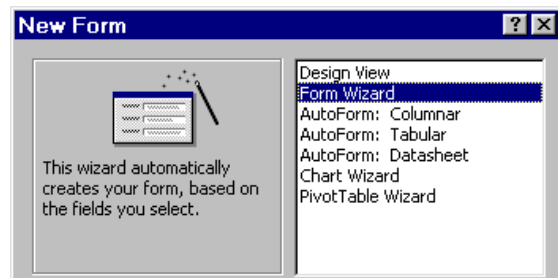 New Form
This wizard automatically
creates your form, based on
the fields you select.
Design View
Form Wizard
AutoForm: Columnar
AutoForm: Tabular
AutoForm: Datasheet
Chart Wizard
PivotTable Wizard